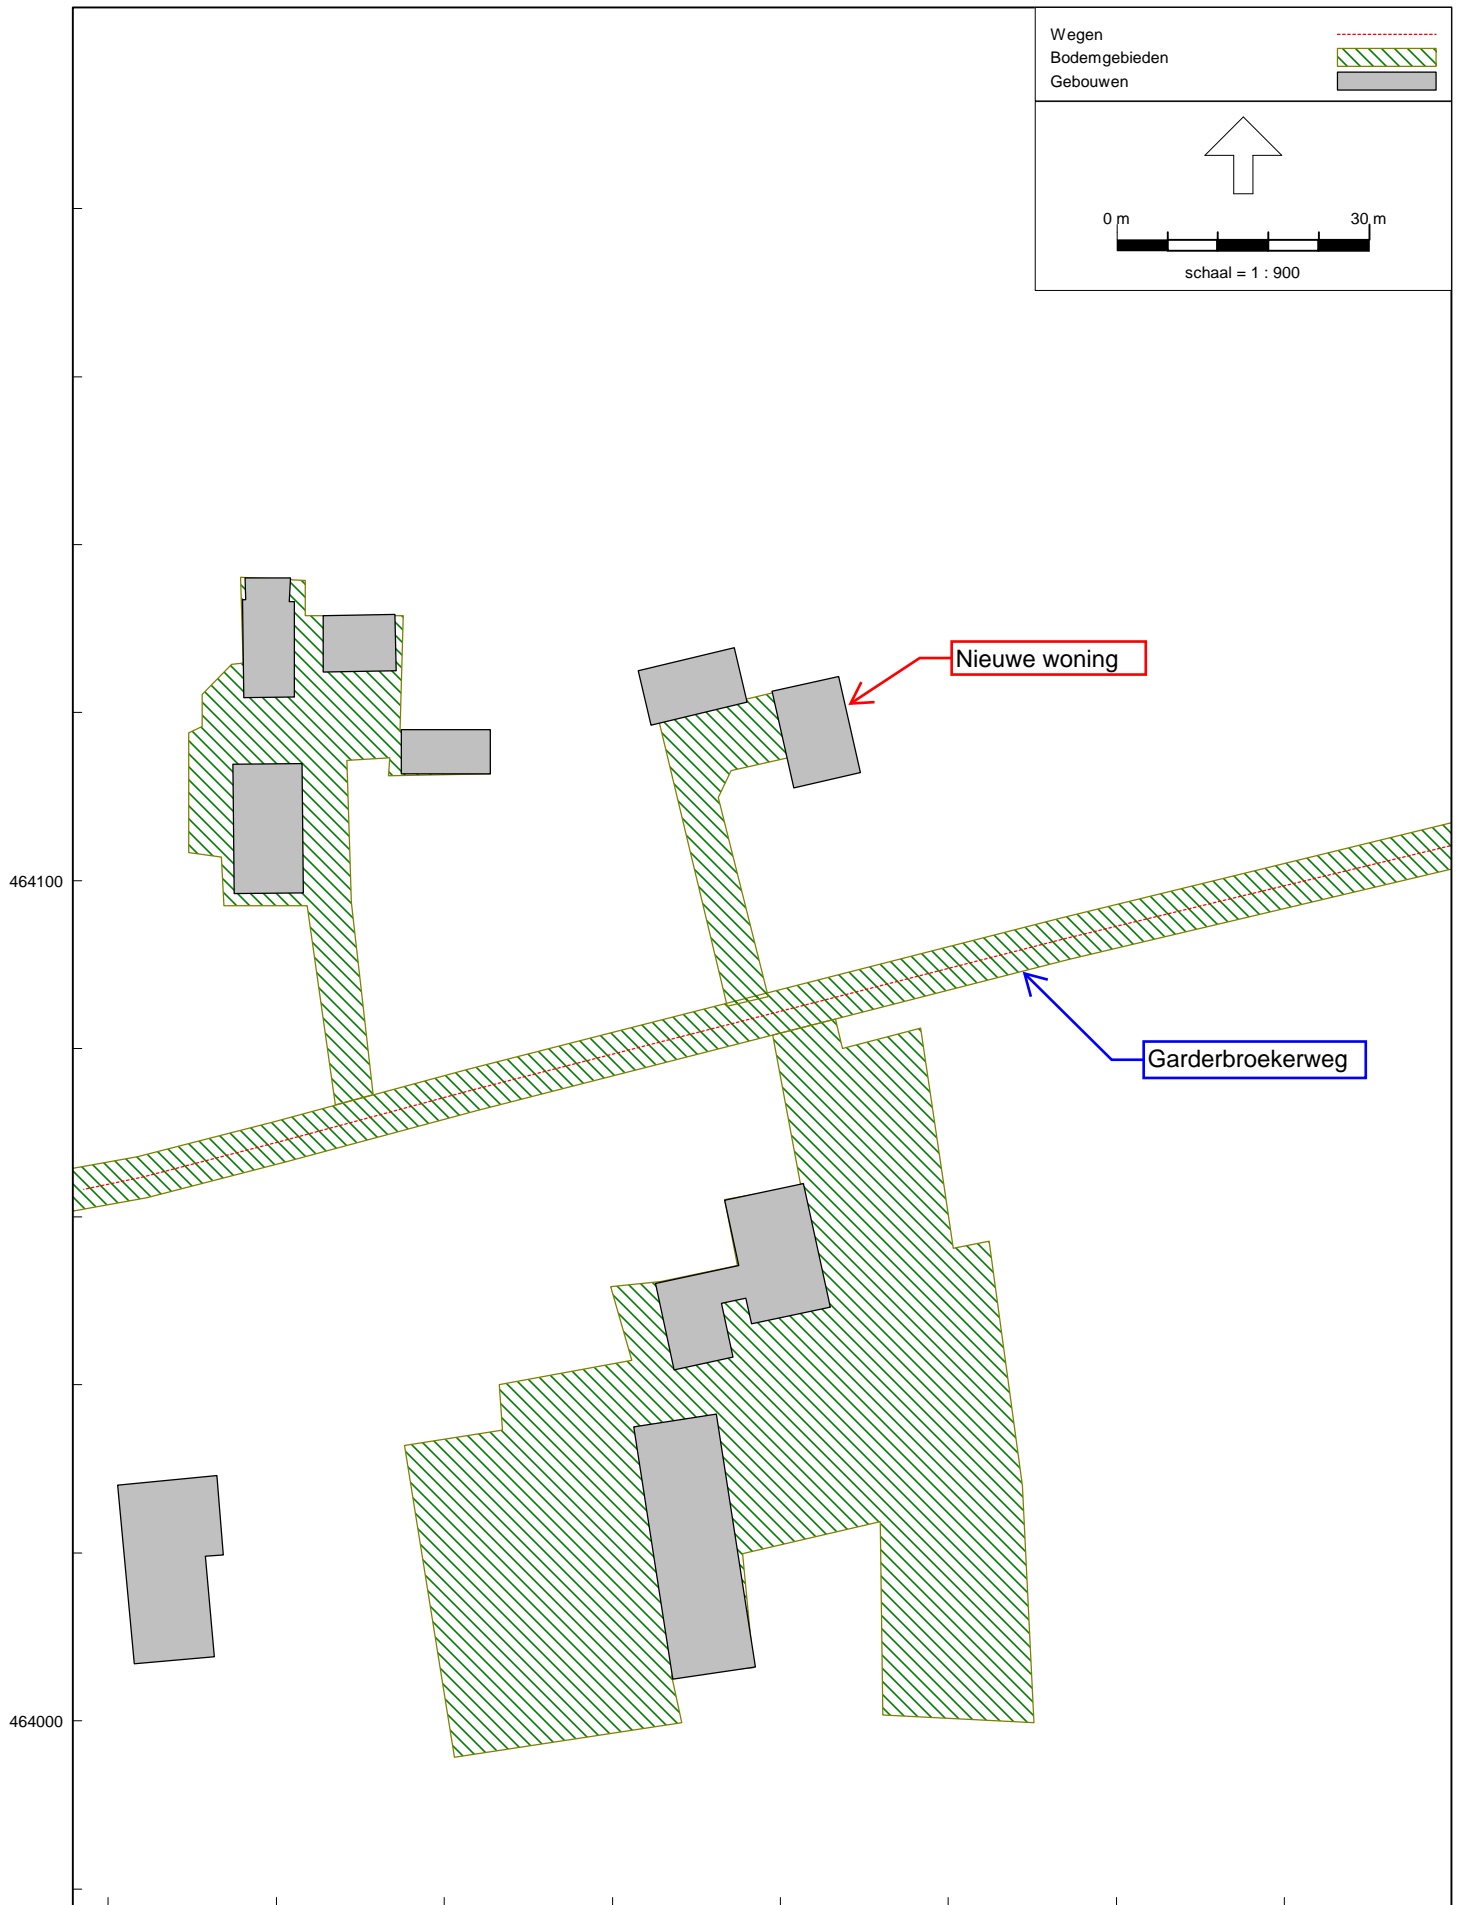 Wegen
Bodemgebieden
Gebouwen
0 m 30 m
schaal = 1 : 900
Nieuwe woning
464100
Garderbroekerweg
464000